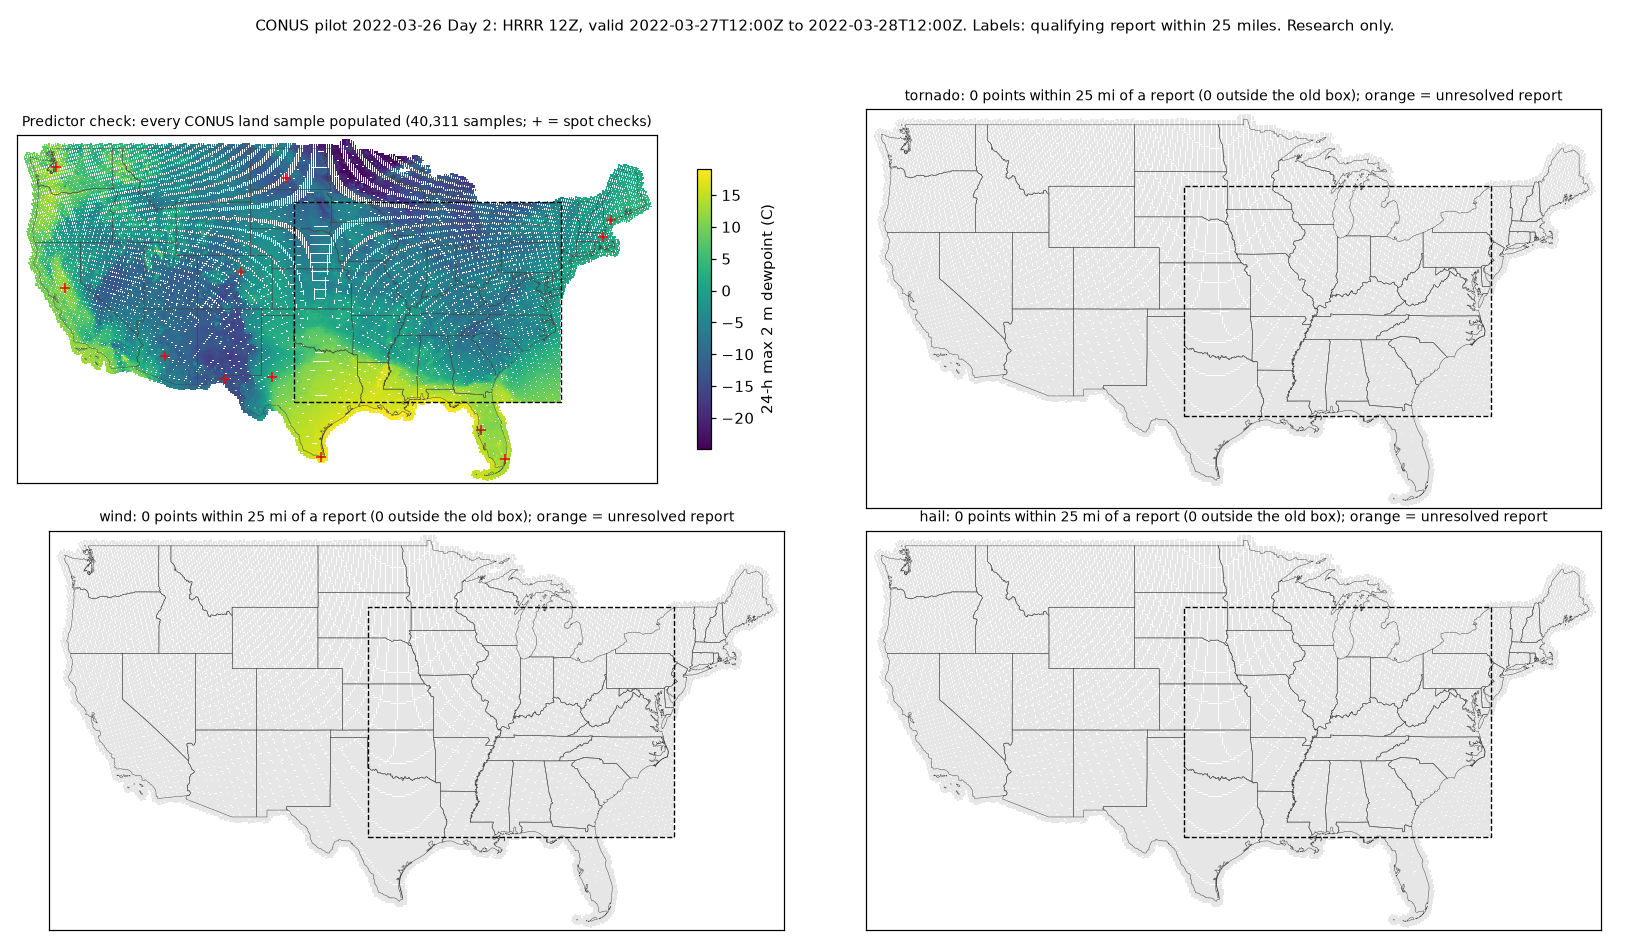 CONUS pilot 2022-03-26 Day 2: HRRR 12Z, valid 2022-03-27T12:00Z to 2022-03-28T12:00Z. Labels: qualifying report within 25 miles. Research only.
Predictor check: every CONUS land sample populated (40,311 samples; + = spot checks)
15
10
5
0
−5
−10
−15
−20
24-h max 2 m dewpoint (C)
tornado: 0 points within 25 mi of a report (0 outside the old box); orange = unresolved report
wind: 0 points within 25 mi of a report (0 outside the old box); orange = unresolved report
hail: 0 points within 25 mi of a report (0 outside the old box); orange = unresolved report